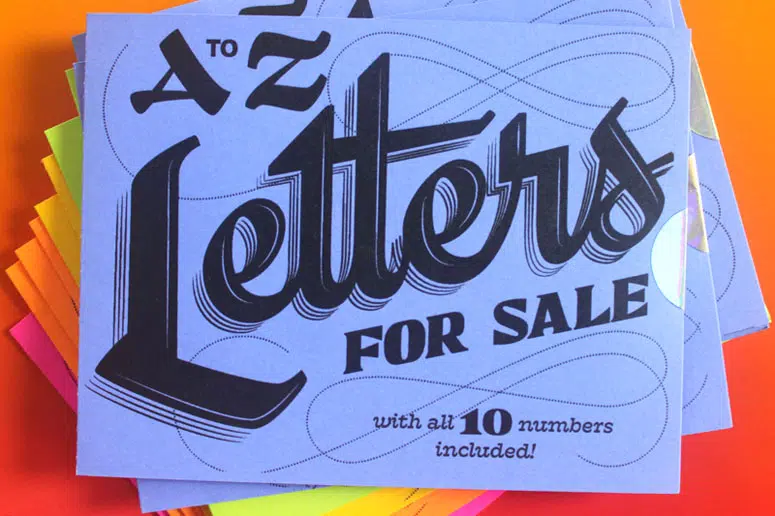 A TO Z
Letters
FOR SALE
with all 10 numbers
included!